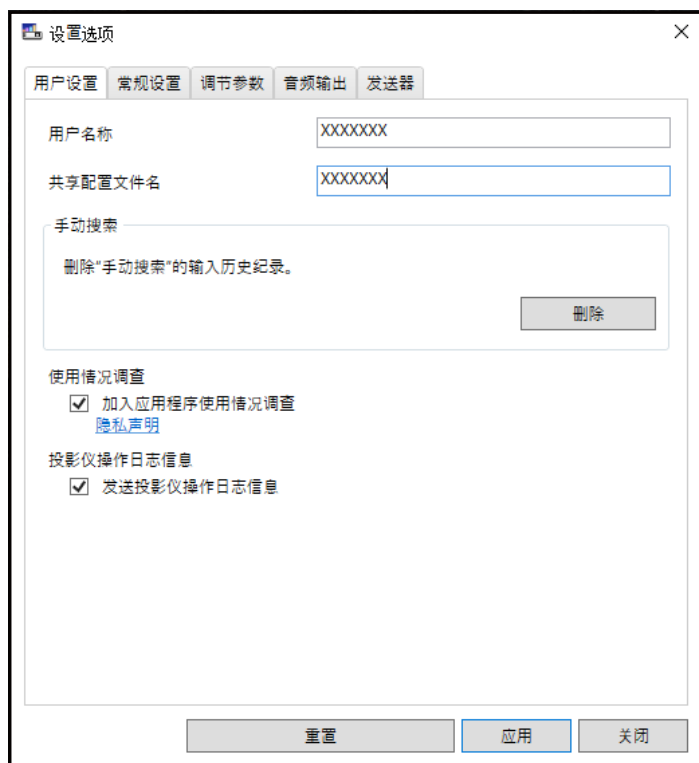 设置选项
用户设置 常规设置 调节参数 音频输出 发送器
用户名称 XXXXXXX
共享配置文件名 XXXXXXX
手动搜索
删除“手动搜索”的输入历史纪录。
删除
使用情况调查
加入应用程序使用情况调查
隐私声明
投影仪操作日志信息
发送投影仪操作日志信息
重置 应用 关闭